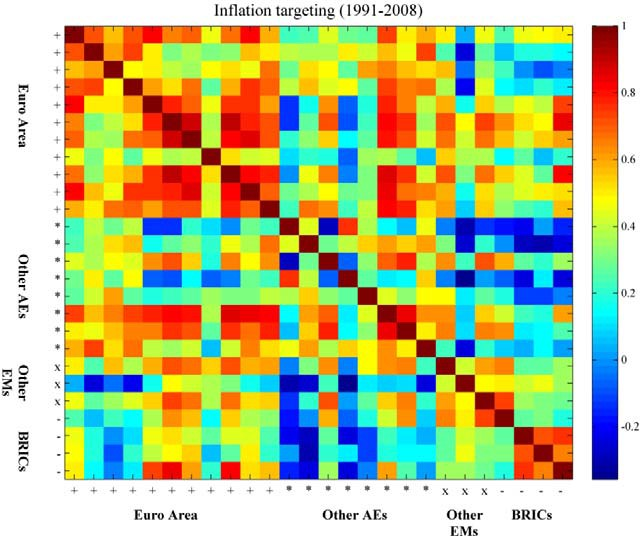 Inflation targeting (1991-2008)
Euro Area
Other AEs
Other
EMs
BRICs
+
+
+
+
+
+
+
+
+
+
+
*
*
*
*
*
*
*
*
x
x
x
-
-
-
+ + + + + + + + + + + * * * * * * * * x x x - - - -
Euro Area Other AEs Other BRICs
EMs
1
0.8
0.6
0.4
0.2
0
-0.2